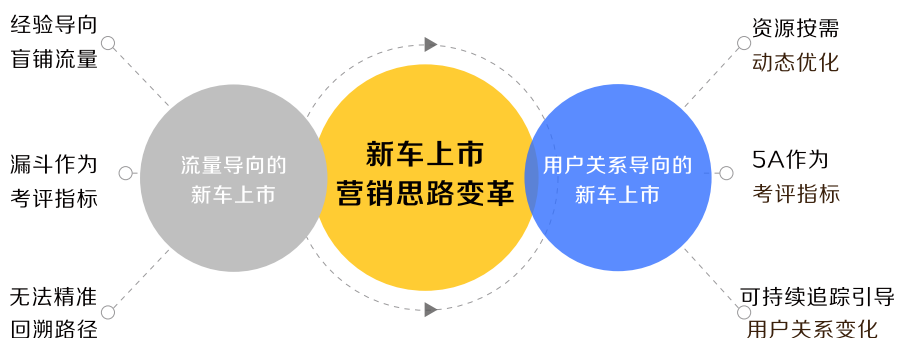 经验导向
盲铺流量
漏斗作为
考评指标
无法精准
回溯路径
流量导向的
新车上市
新车上市
营销思路变革
用户关系导向的
新车上市
资源按需
动态优化
5A作为
考评指标
可持续追踪引导
用户关系变化